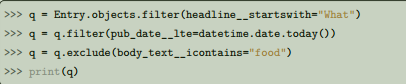 >>> q = Entry.objects.filter(headline__startswith="What")
>>> q = q.filter(pub_date__lte=datetime.date.today())
>>> q = q.exclude(body_text__icontains="food")
>>> print(q)